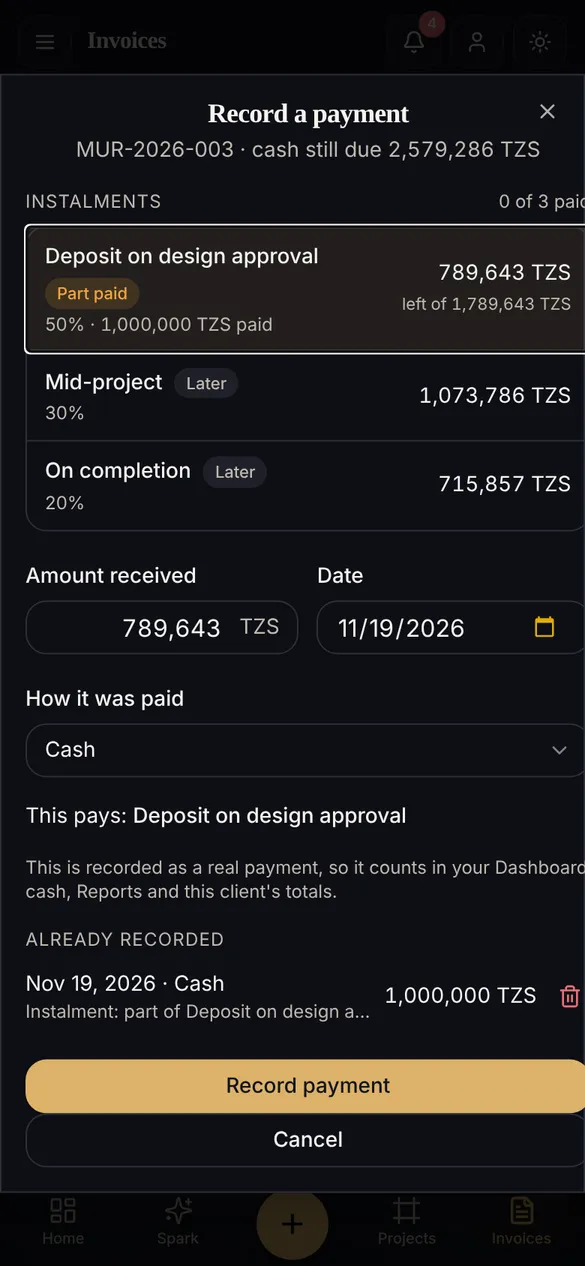 Invoices
4
Record a payment
MUR-2026-003 · cash still due 2,579,286 TZS
INSTALMENTS
0 of 3 paid
Deposit on design approval
Part paid
50% · 1,000,000 TZS paid
789,643 TZS
left of 1,789,643 TZS
Mid-project Later
30%
1,073,786 TZS
On completion Later
20%
715,857 TZS
Amount received
Date
789,643 TZS
11/19/2026
How it was paid
Cash
This pays: Deposit on design approval
This is recorded as a real payment, so it counts in your Dashboard
cash, Reports and this client's totals.
ALREADY RECORDED
Nov 19, 2026 · Cash
Instalment: part of Deposit on design a...
1,000,000 TZS
Record payment
Cancel
Home
Spark
Projects
Invoices